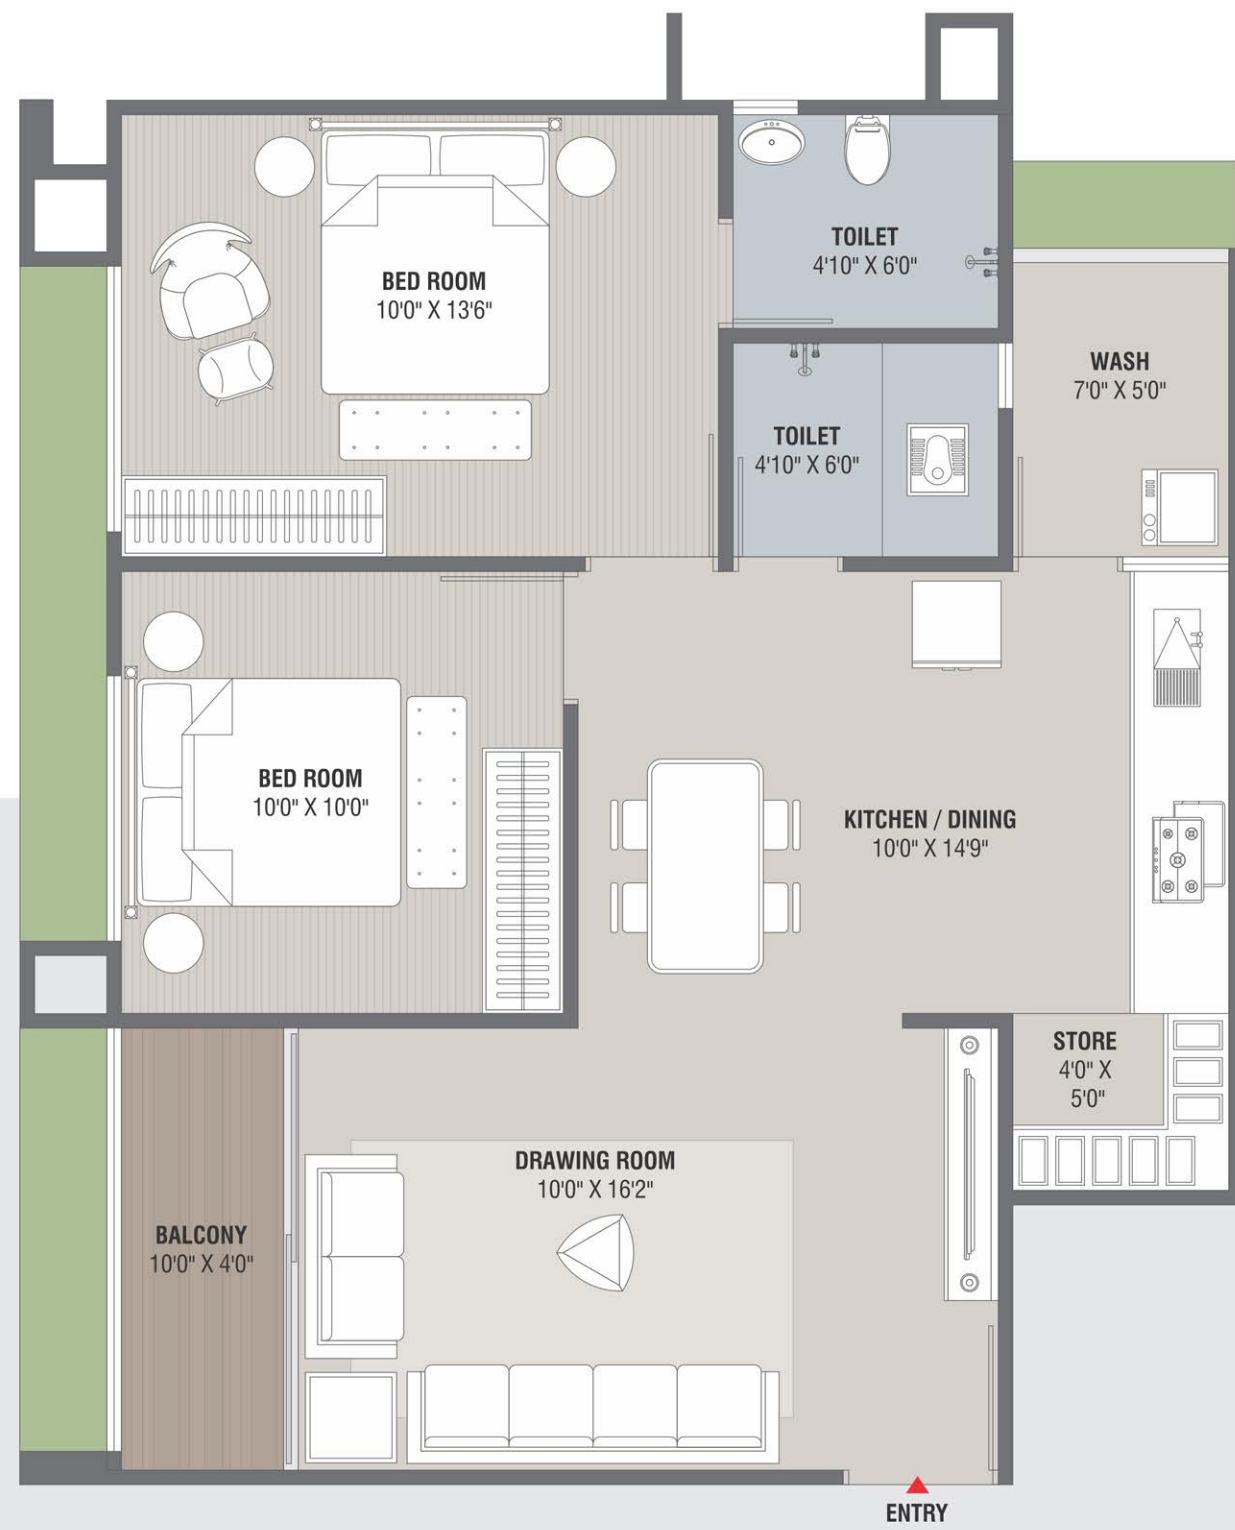 TOILET
4'10" X 6'0"
BED ROOM
10'0" X 13'6"
WASH
7'0" X 5'0"
TOILET
4'10" X 6'0"
BED ROOM
10'0" X 10'0"
KITCHEN / DINING
10'0" X 14'9"
STORE
4'0" X
5'0"
DRAWING ROOM
10'0" X 16'2"
BALCONY
10'0" X 4'0"
ENTRY